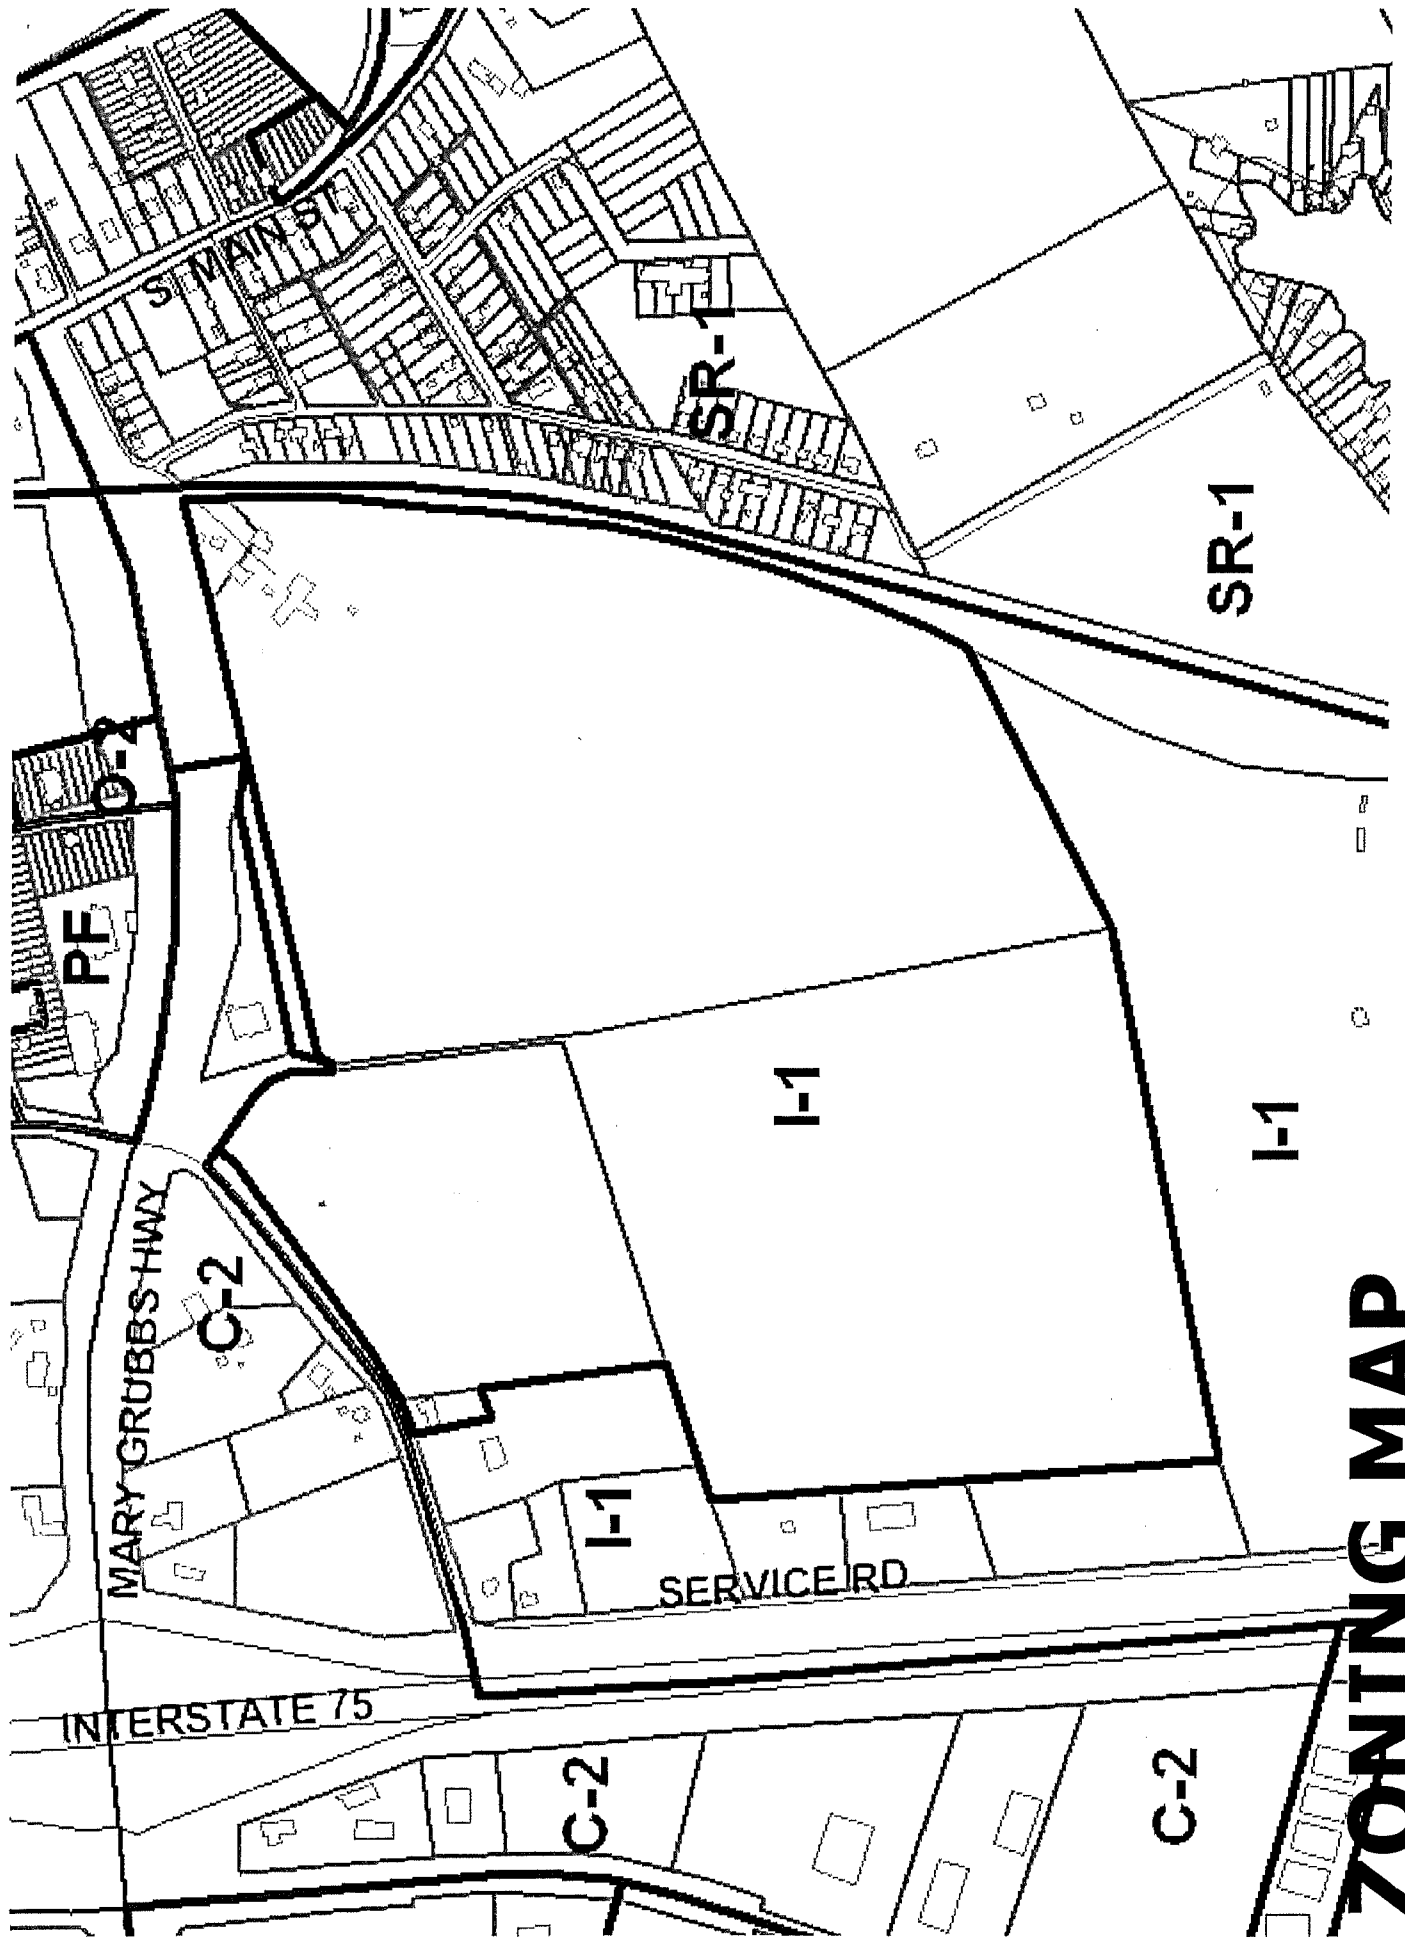 S MAIN ST
SR-1
SR-1
O-2
PF
I-1
I-1
MARY GRUBBS HWY
C-2
I-1
SERVICE RD
INTERSTATE 75
C-2
C-2
ZONING MAP